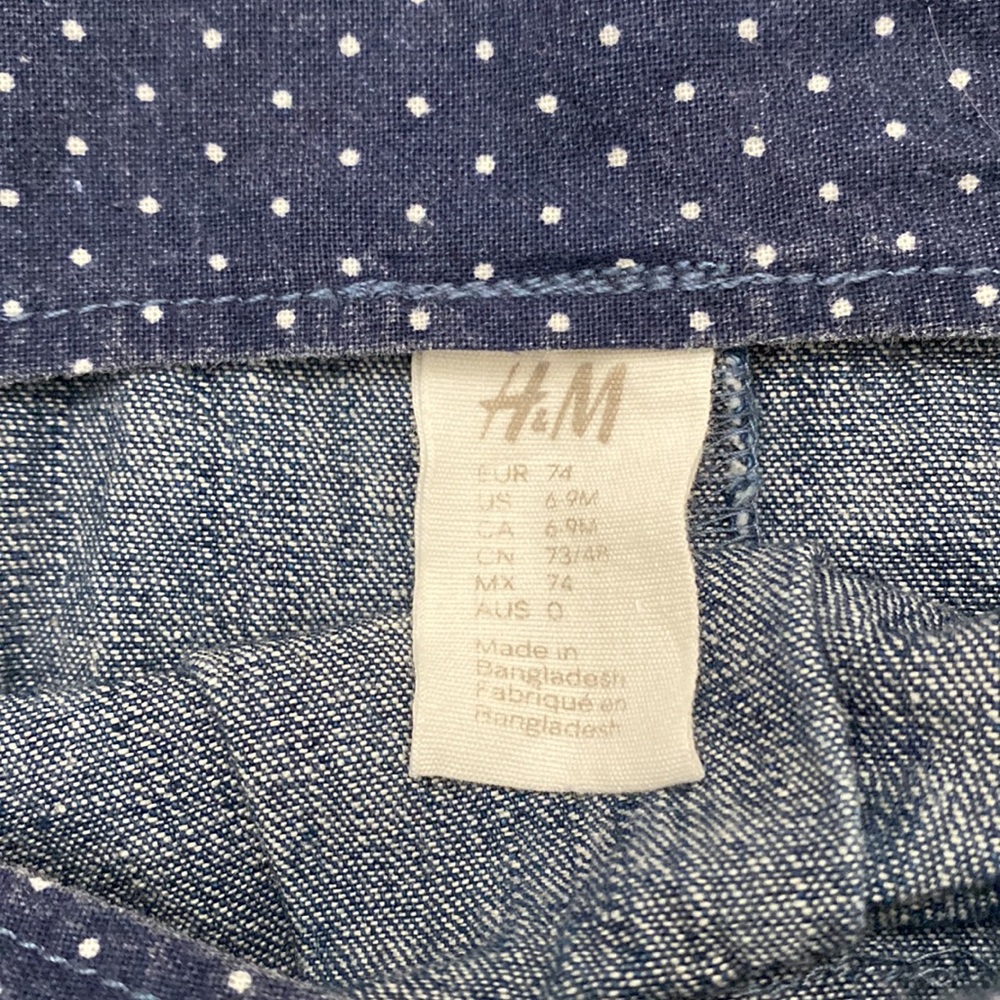 H&M
EUR 74
US 6 9M
CA 6 9M
CN 73/48
MX 74
AUS 0
Made in
Bangladesh
Fabriqué en
Bangladesh